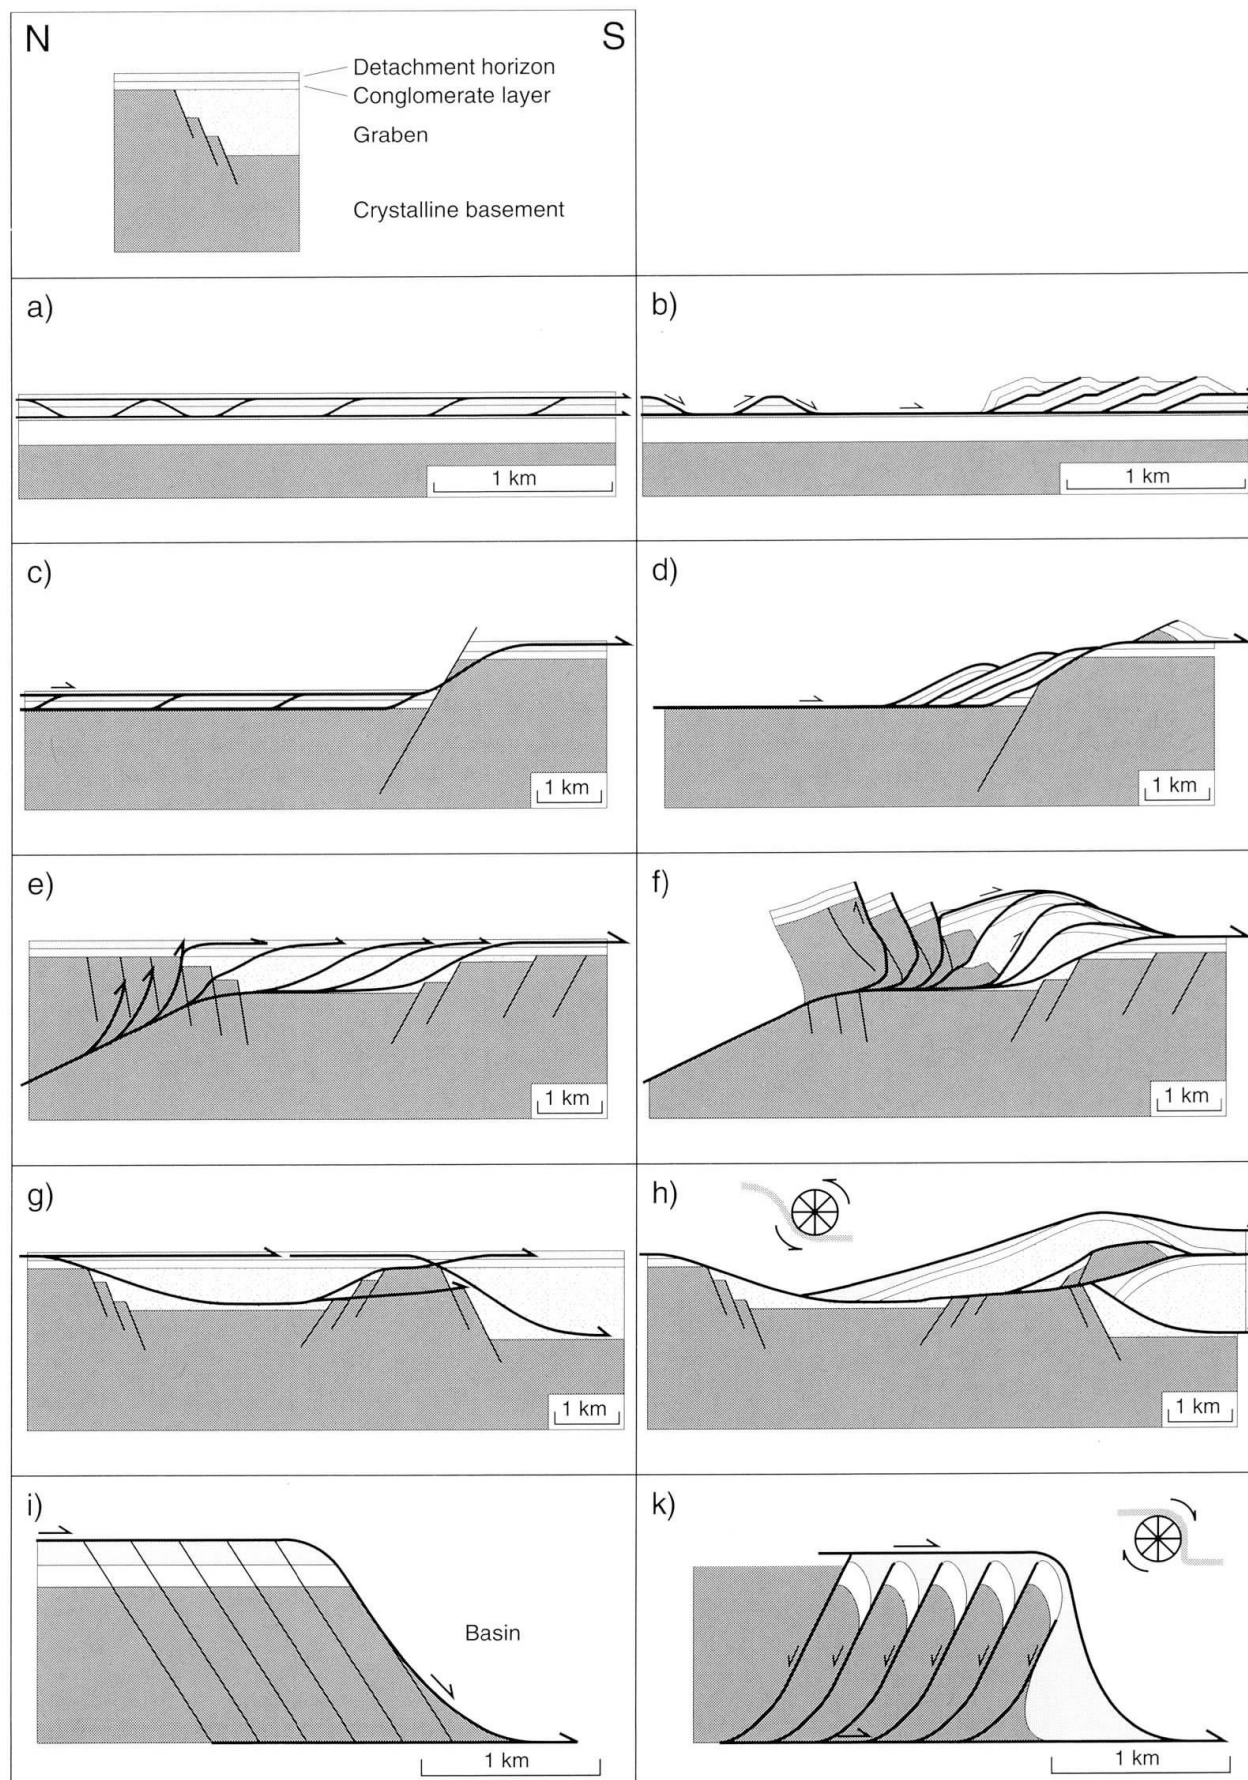 N S
Detachment horizon
Conglomerate layer
Graben
Crystalline basement
a)
1 km
b)
1 km
c)
1 km
d)
1 km
e)
1 km
f)
1 km
g)
1 km
h)
1 km
i)
Basin
1 km
k)
1 km